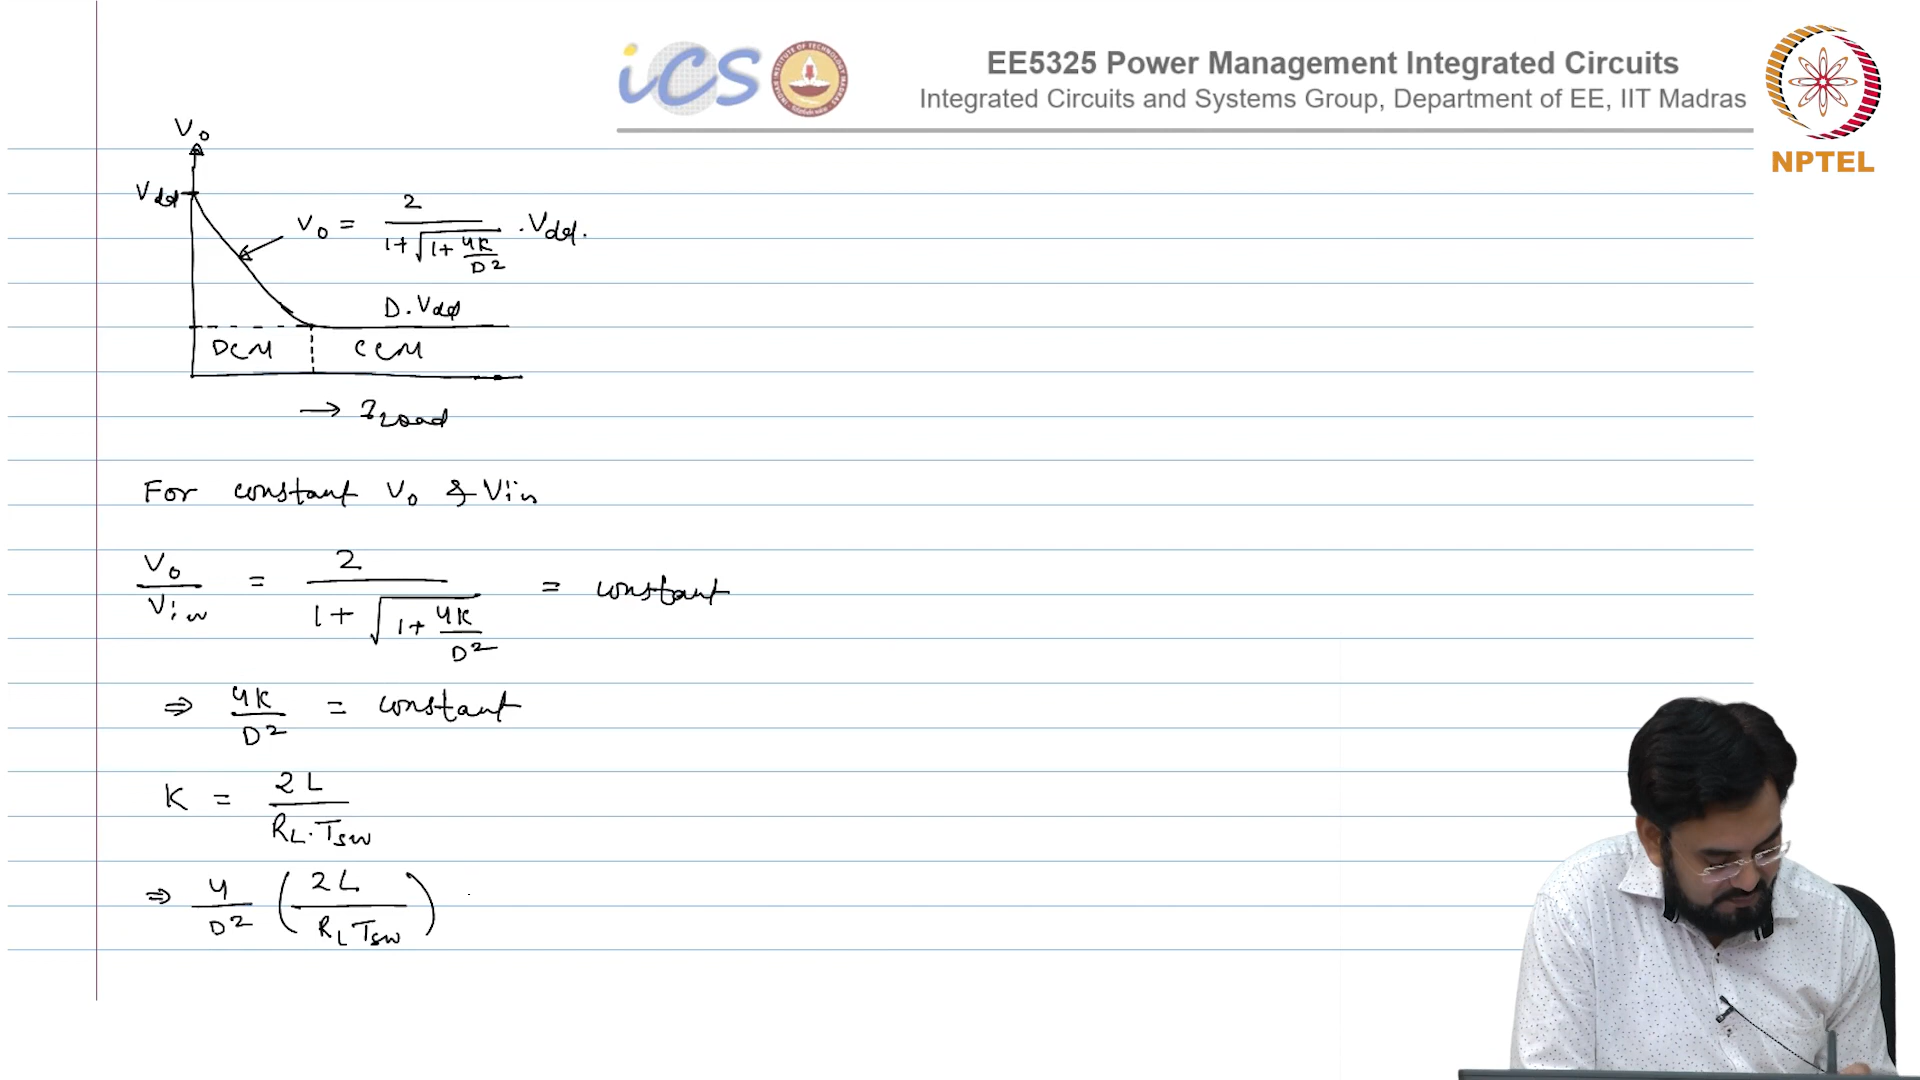 iCS
EE5325 Power Management Integrated Circuits
Integrated Circuits and Systems Group, Department of EE, IIT Madras
NPTEL
V₀
Vdd
V₀ = 2 / (1+√(1+4K/D²)) . Vdd.
D.Vdd
DCM CCM
→ ILoad
For constant V₀ & Vin
V₀/Vin = 2 / (1+√(1+4K/D²)) = constant
⇒ 4K/D² = constant
K = 2L / (RL.Tsw)
⇒ 4/D² (2L / (RL Tsw))